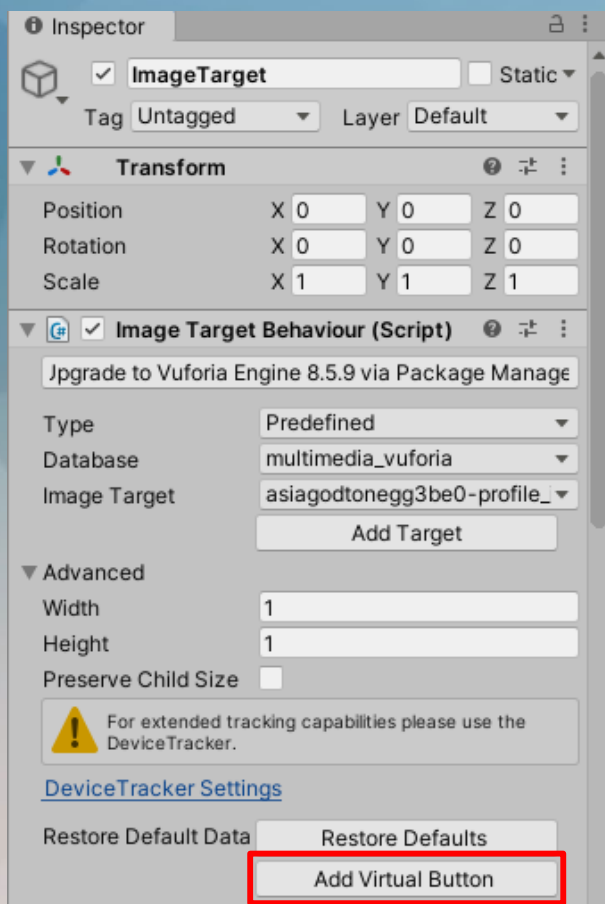 Inspector
ImageTarget Static
Tag Untagged Layer Default
Transform
Position X 0 Y 0 Z 0
Rotation X 0 Y 0 Z 0
Scale X 1 Y 1 Z 1
Image Target Behaviour (Script)
Upgrade to Vuforia Engine 8.5.9 via Package Manage
Type Predefined
Database multimedia_vuforia
Image Target asiagodtonegg3be0-profile_
Add Target
Advanced
Width 1
Height 1
Preserve Child Size
For extended tracking capabilities please use the
DeviceTracker.
DeviceTracker Settings
Restore Default Data Restore Defaults
Add Virtual Button